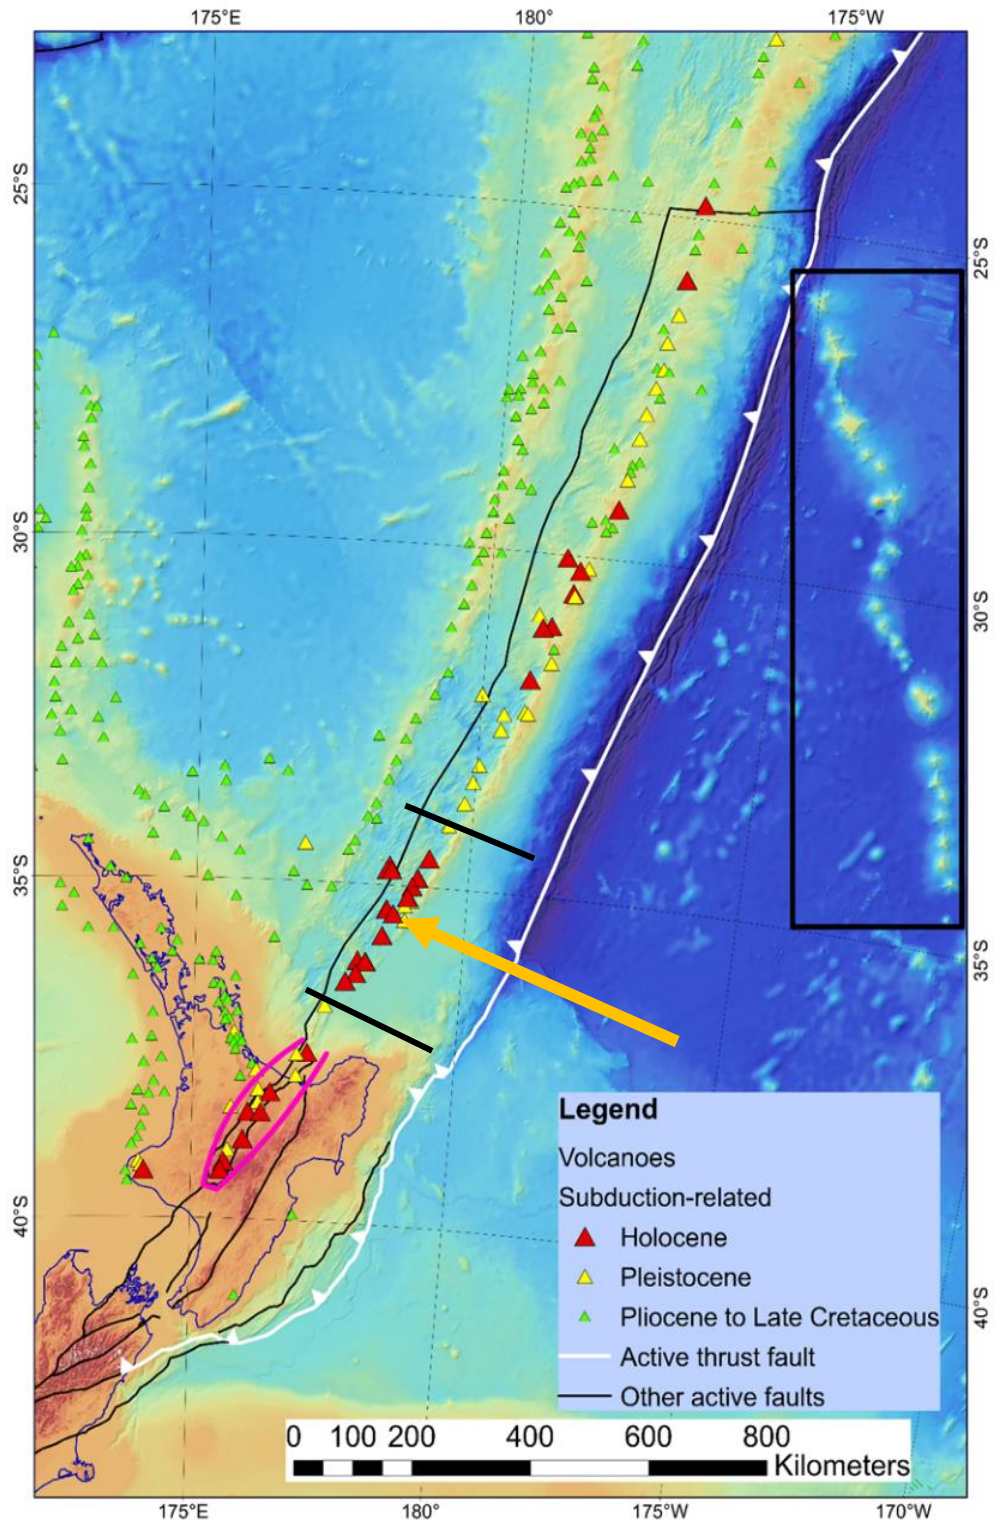 175°E 180° 175°W
25°S
25°S
30°S
30°S
35°S
35°S
40°S
40°S
Legend
Volcanoes
Subduction-related
Holocene
Pleistocene
Pliocene to Late Cretaceous
Active thrust fault
Other active faults
0 100 200 400 600 800
Kilometers
175°E 180° 175°W 170°W